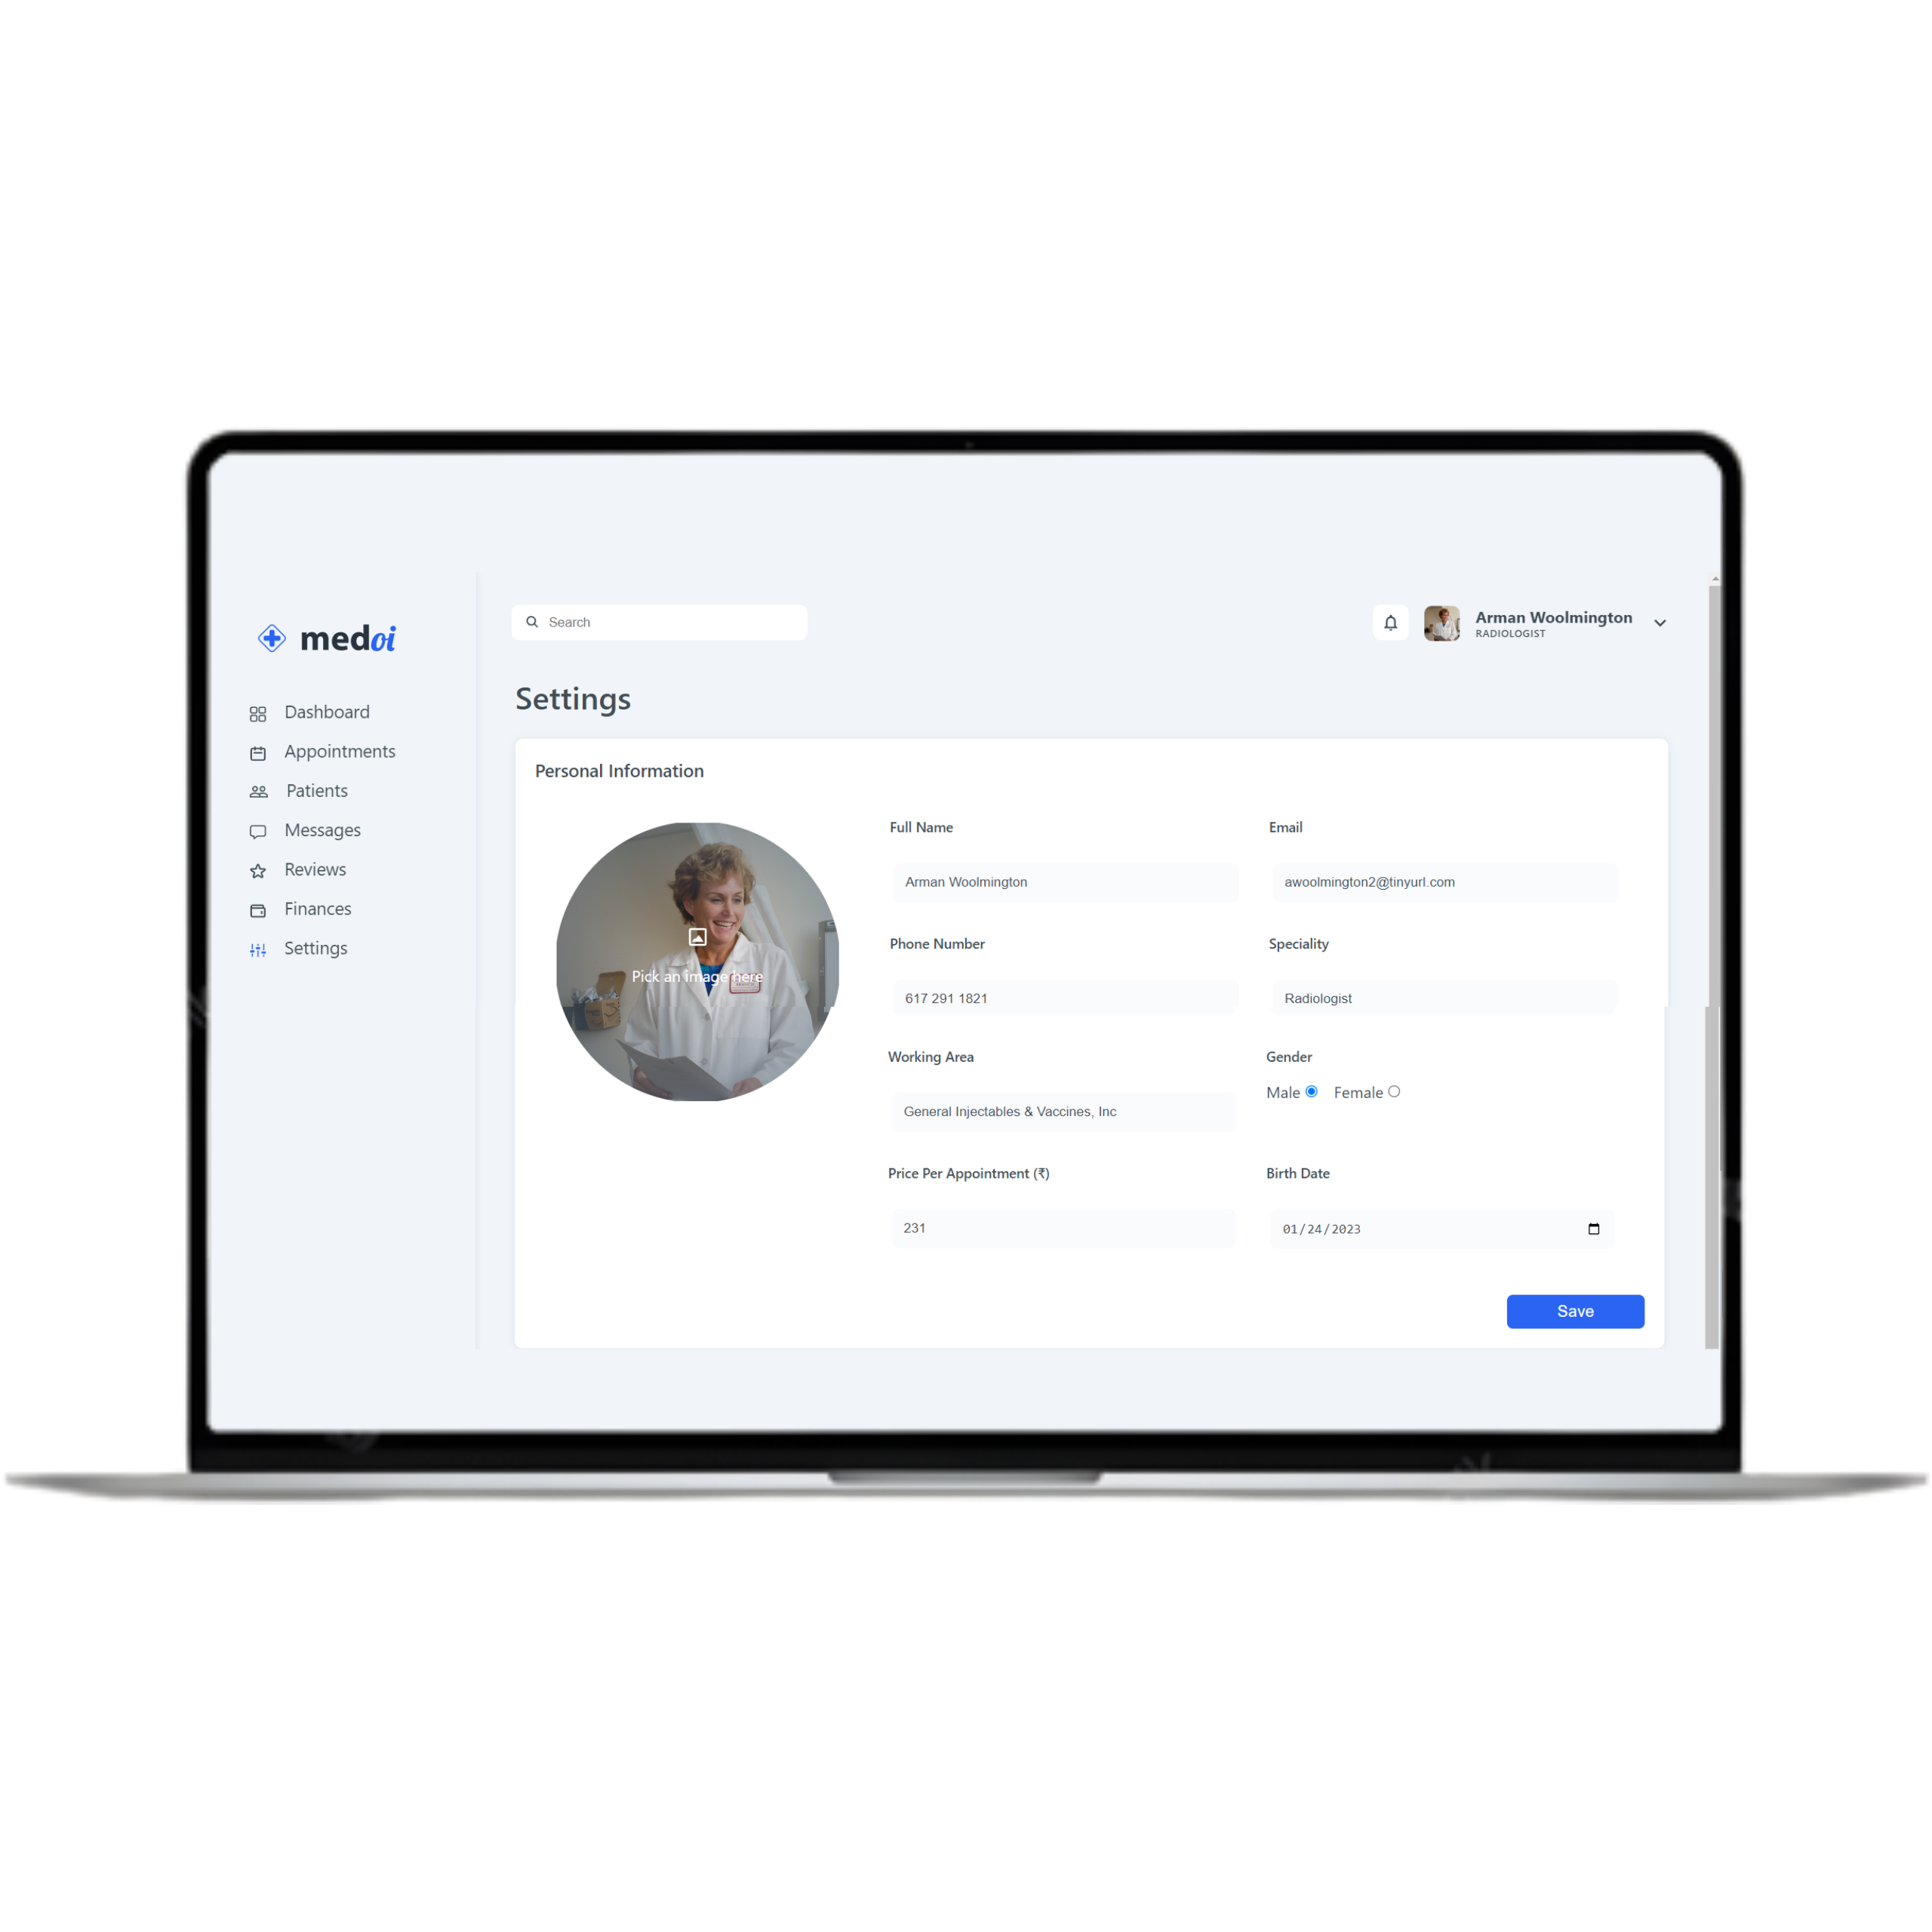 medoi
Search
Arman Woolmington
RADIOLOGIST
Dashboard
Appointments
Patients
Messages
Reviews
Finances
Settings
Settings
Personal Information
Pick an image here
Full Name
Email
Arman Woolmington
awoolmington2@tinyurl.com
Phone Number
Speciality
617 291 1821
Radiologist
Working Area
Gender
Male
Female
General Injectables & Vaccines, Inc
Price Per Appointment (₹)
Birth Date
231
01/24/2023
Save